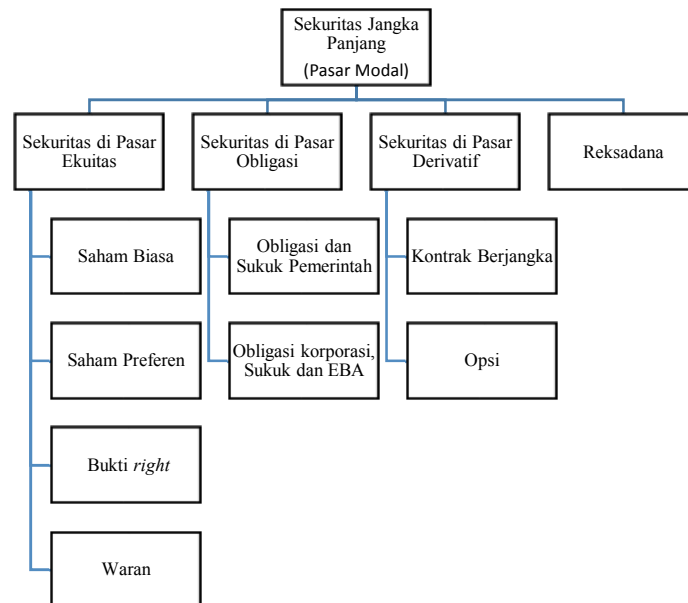 Sekuritas Jangka
Panjang
(Pasar Modal)
Sekuritas di Pasar
Ekuitas
Sekuritas di Pasar
Obligasi
Sekuritas di Pasar
Derivatif
Reksadana
Saham Biasa
Obligasi dan
Sukuk Pemerintah
Kontrak Berjangka
Saham Preferen
Obligasi korporasi,
Sukuk dan EBA
Opsi
Bukti right
Waran